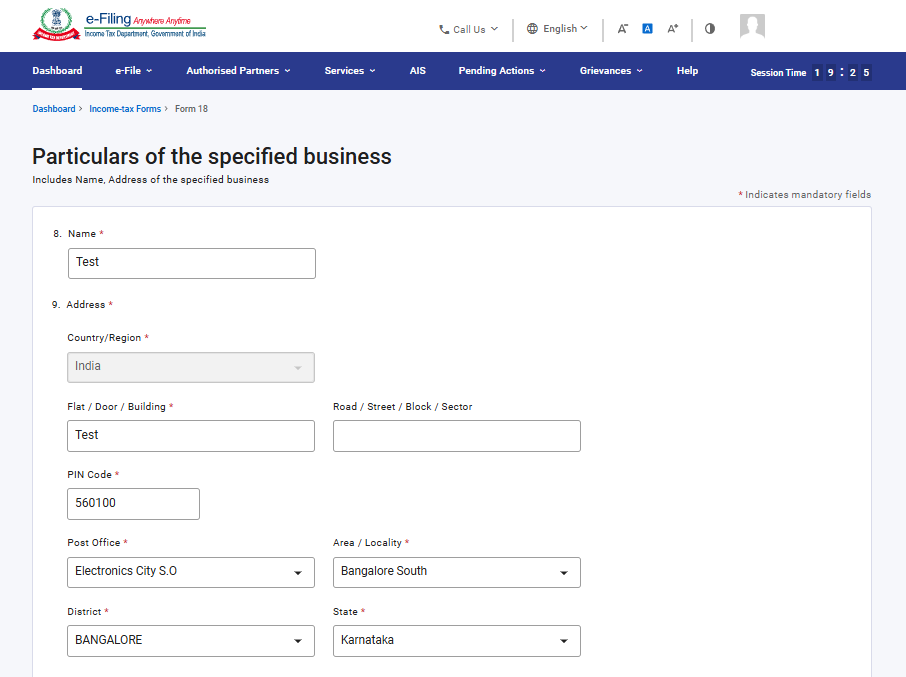 e-Filing Anywhere Anytime
Income Tax Department, Government of India
Call Us
English
A-
A
A+
Dashboard
e-File
Authorised Partners
Services
AIS
Pending Actions
Grievances
Help
Session Time 1 9 : 2 5
Dashboard > Income-tax Forms > Form 18
Particulars of the specified business
Includes Name, Address of the specified business
* Indicates mandatory fields
8. Name *
Test
9. Address *
Country/Region *
India
Flat / Door / Building *
Road / Street / Block / Sector
Test
PIN Code *
560100
Post Office *
Area / Locality *
Electronics City S.O
Bangalore South
District *
State *
BANGALORE
Karnataka